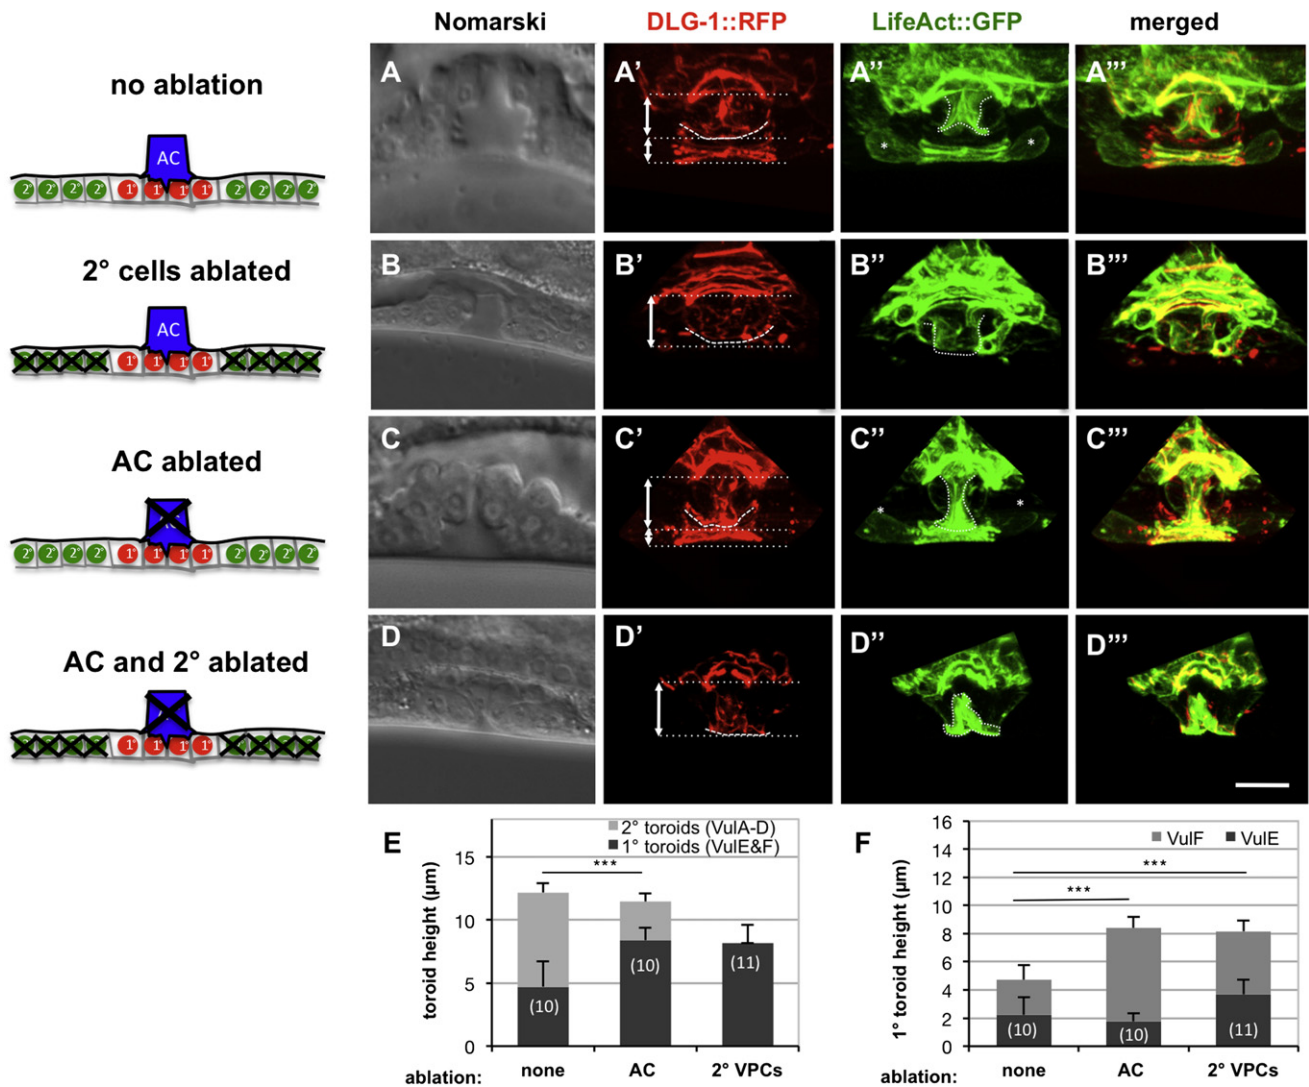 Nomarski DLG-1::RFP LifeAct::GFP merged
no ablation
AC
2° 2° 2° 2° 1° 1° 1° 1° 2° 2° 2° 2°
A A’ A’’ A’’’
* *
2° cells ablated
AC
1° 1° 1° 1°
B B’ B’’ B’’’
AC ablated
2° 2° 2° 2° 1° 1° 1° 1° 2° 2° 2° 2°
C C’ C’’ C’’’
* *
AC and 2° ablated
1° 1° 1° 1°
D D’ D’’ D’’’
E
2° toroids (VulA-D)
1° toroids (VulE&F)
***
toroid height (µm)
15
10
5
0
(10) (10) (11)
ablation: none AC 2° VPCs
F
VulF VulE
***
***
1° toroid height (µm)
16
14
12
10
8
6
4
2
0
(10) (10) (11)
ablation: none AC 2° VPCs